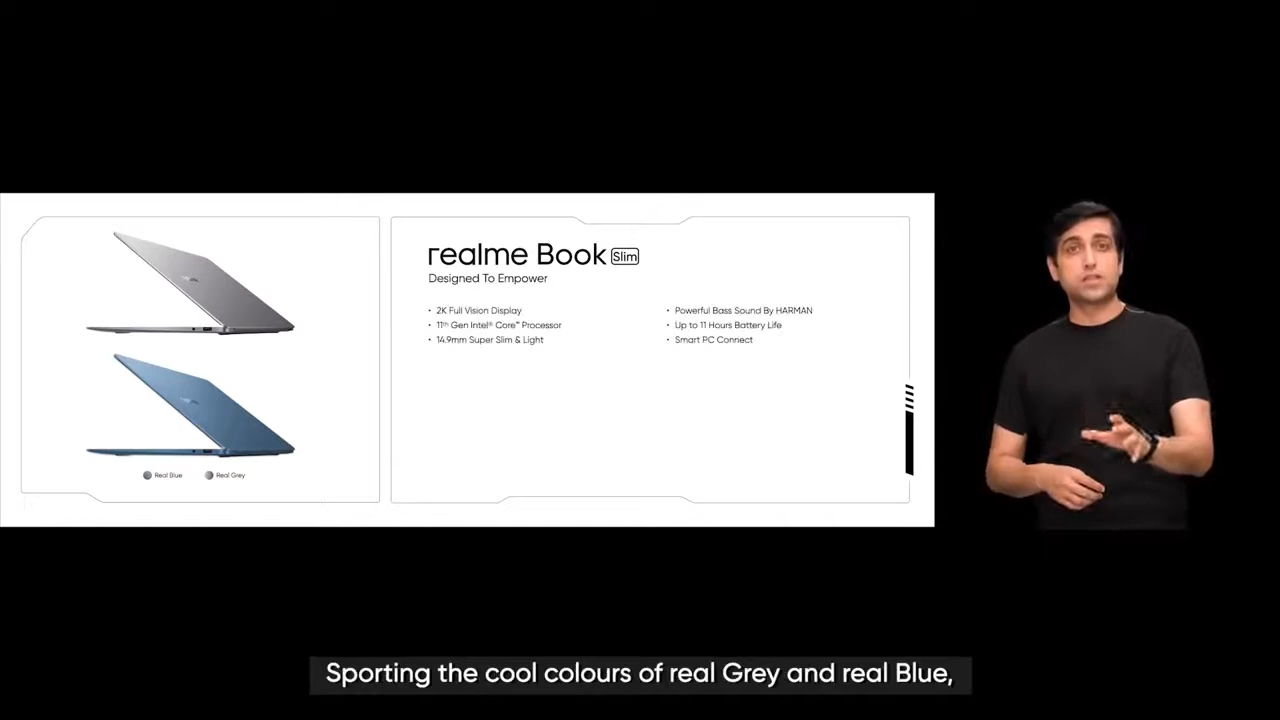 realme Book Slim
Designed To Empower
• 2K Full Vision Display
• 11th Gen Intel® Core™ Processor
• 14.9mm Super Slim & Light
• Powerful Bass Sound By HARMAN
• Up to 11 Hours Battery Life
• Smart PC Connect
Real Blue
Real Grey
Sporting the cool colours of real Grey and real Blue,